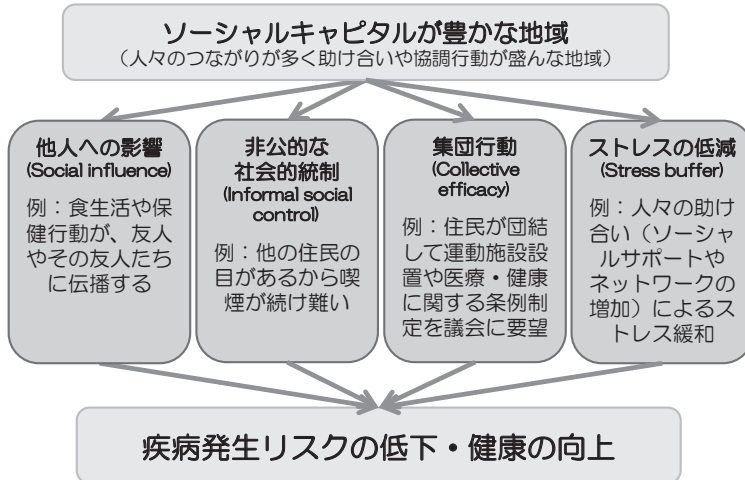 ソーシャルキャピタルが豊かな地域
（人々のつながりが多く助け合いや協調行動が盛んな地域）
他人への影響
(Social influence)
例：食生活や保
健行動が、友人
やその友人たち
に伝播する
非公的な
社会的統制
(Informal social
control)
例：他の住民の
目があるから喫
煙が続け難い
集団行動
(Collective
efficacy)
例：住民が団結
して運動施設設
置や医療・健康
に関する条例制
定を議会に要望
ストレスの低減
(Stress buffer)
例：人々の助け
合い（ソーシャ
ルサポートや
ネットワークの
増加）によるス
トレス緩和
疾病発生リスクの低下・健康の向上